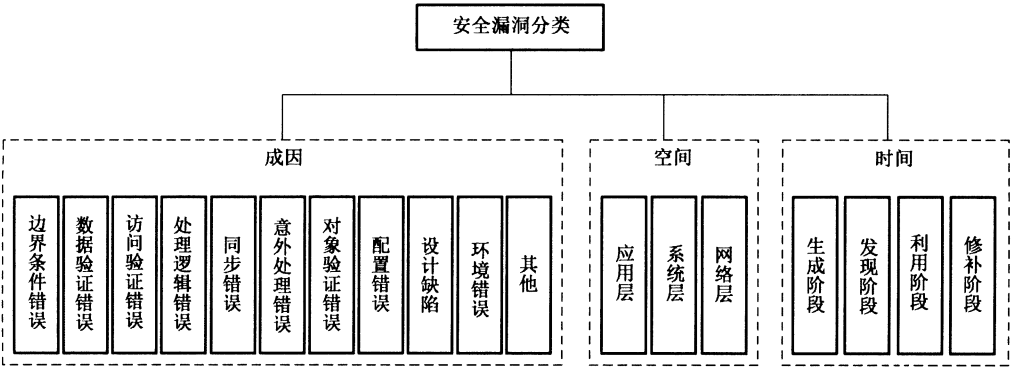 安全漏洞分类
成因
空间
时间
边界条件错误
数据验证错误
访问验证错误
处理逻辑错误
同步错误
意外处理错误
对象验证错误
配置错误
设计缺陷
环境错误
其他
应用层
系统层
网络层
生成阶段
发现阶段
利用阶段
修补阶段